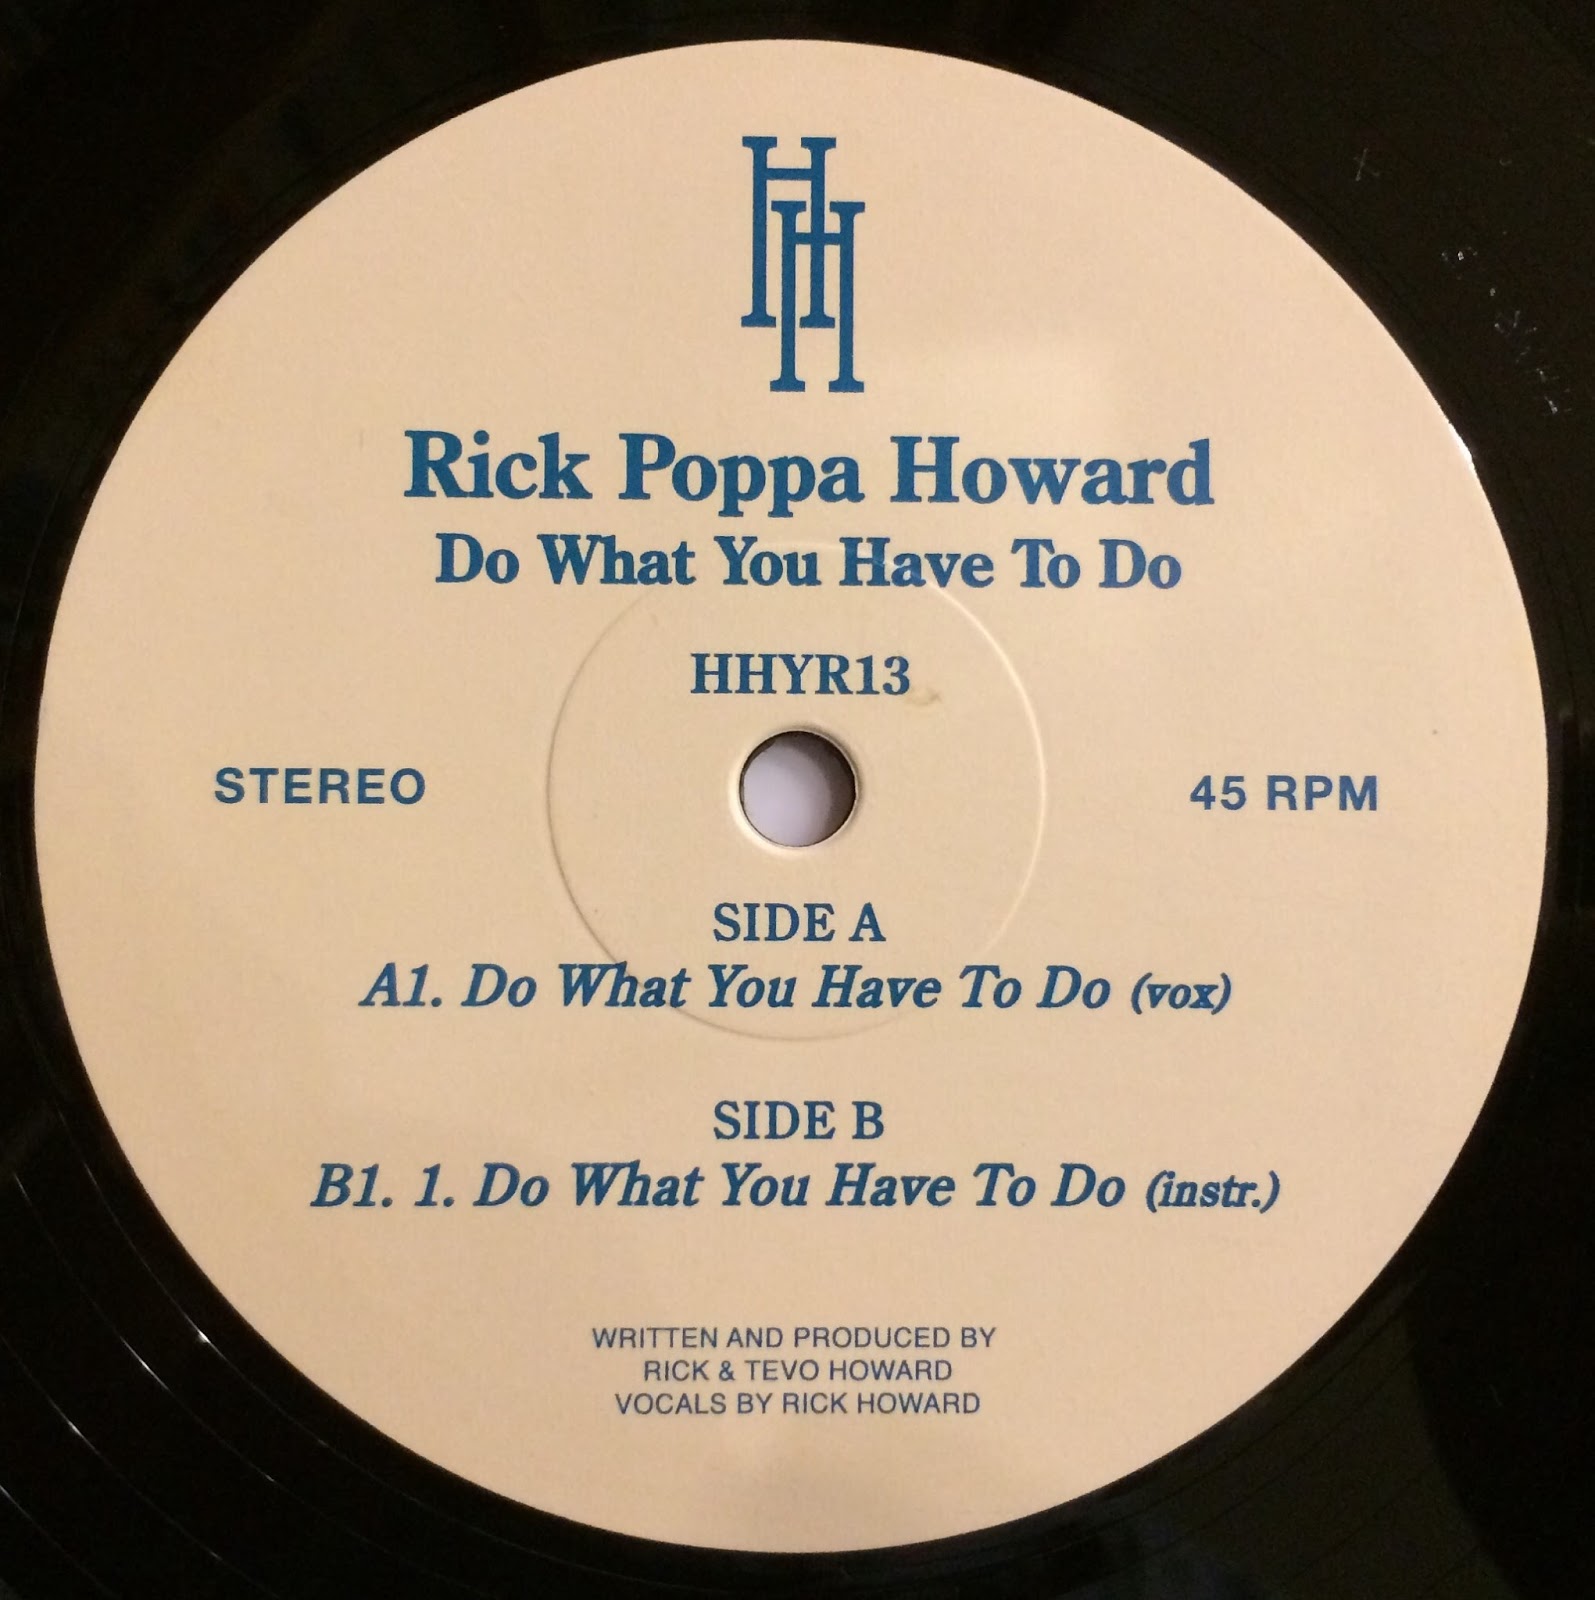 HH
Rick Poppa Howard
Do What You Have To Do
HHYR13
STEREO
45 RPM
SIDE A
A1. Do What You Have To Do (vox)
SIDE B
B1. 1. Do What You Have To Do (instr.)
WRITTEN AND PRODUCED BY
RICK & TEVO HOWARD
VOCALS BY RICK HOWARD